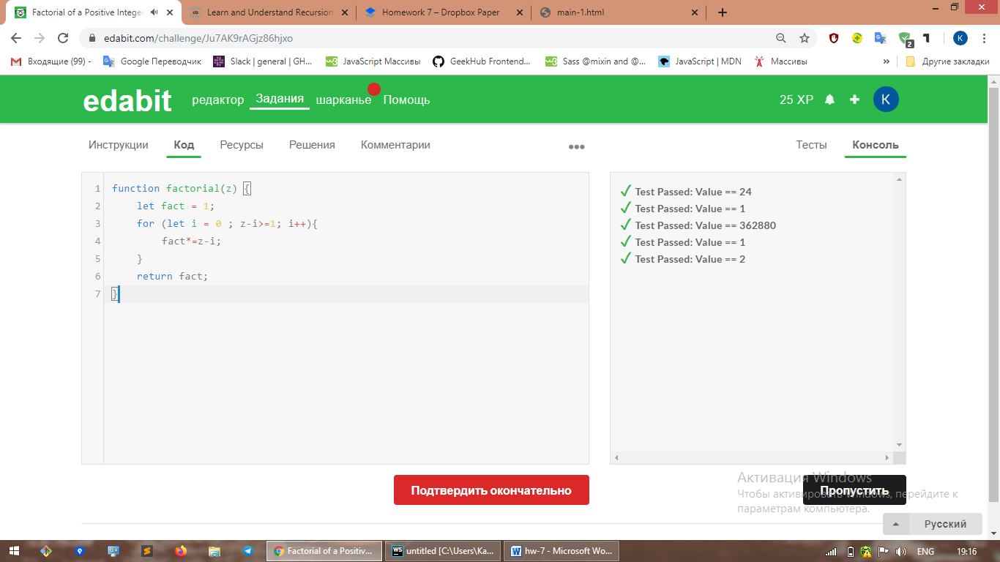 Factorial of a Positive Integer
Learn and Understand Recursion
Homework 7 – Dropbox Paper
main-1.html
edabit.com/challenge/Ju7AK9rAGjz86hjxo
K
2
Входящие (99) -
Google Переводчик
Slack | general | GH...
JavaScript Массивы
GeekHub Frontend...
Sass @mixin and @...
JavaScript | MDN
Массивы
»
Другие закладки
edabit
редактор
Задания
шарканье
Помощь
25 XP
K
Инструкции
Код
Ресурсы
Решения
Комментарии
Тесты
Консоль
1 function factorial(z) {
2 let fact = 1;
3 for (let i = 0 ; z-i>=1; i++){
4 fact*=z-i;
5 }
6 return fact;
7 }
Test Passed: Value == 24
Test Passed: Value == 1
Test Passed: Value == 362880
Test Passed: Value == 1
Test Passed: Value == 2
Подтвердить окончательно
Пропустить
Активация Windows
Чтобы активировать Windows, перейдите к
параметрам компьютера.
Русский
Factorial of a Positiv...
WS
untitled [C:\Users\Ka...
hw-7 - Microsoft Wo...
ENG
19:16